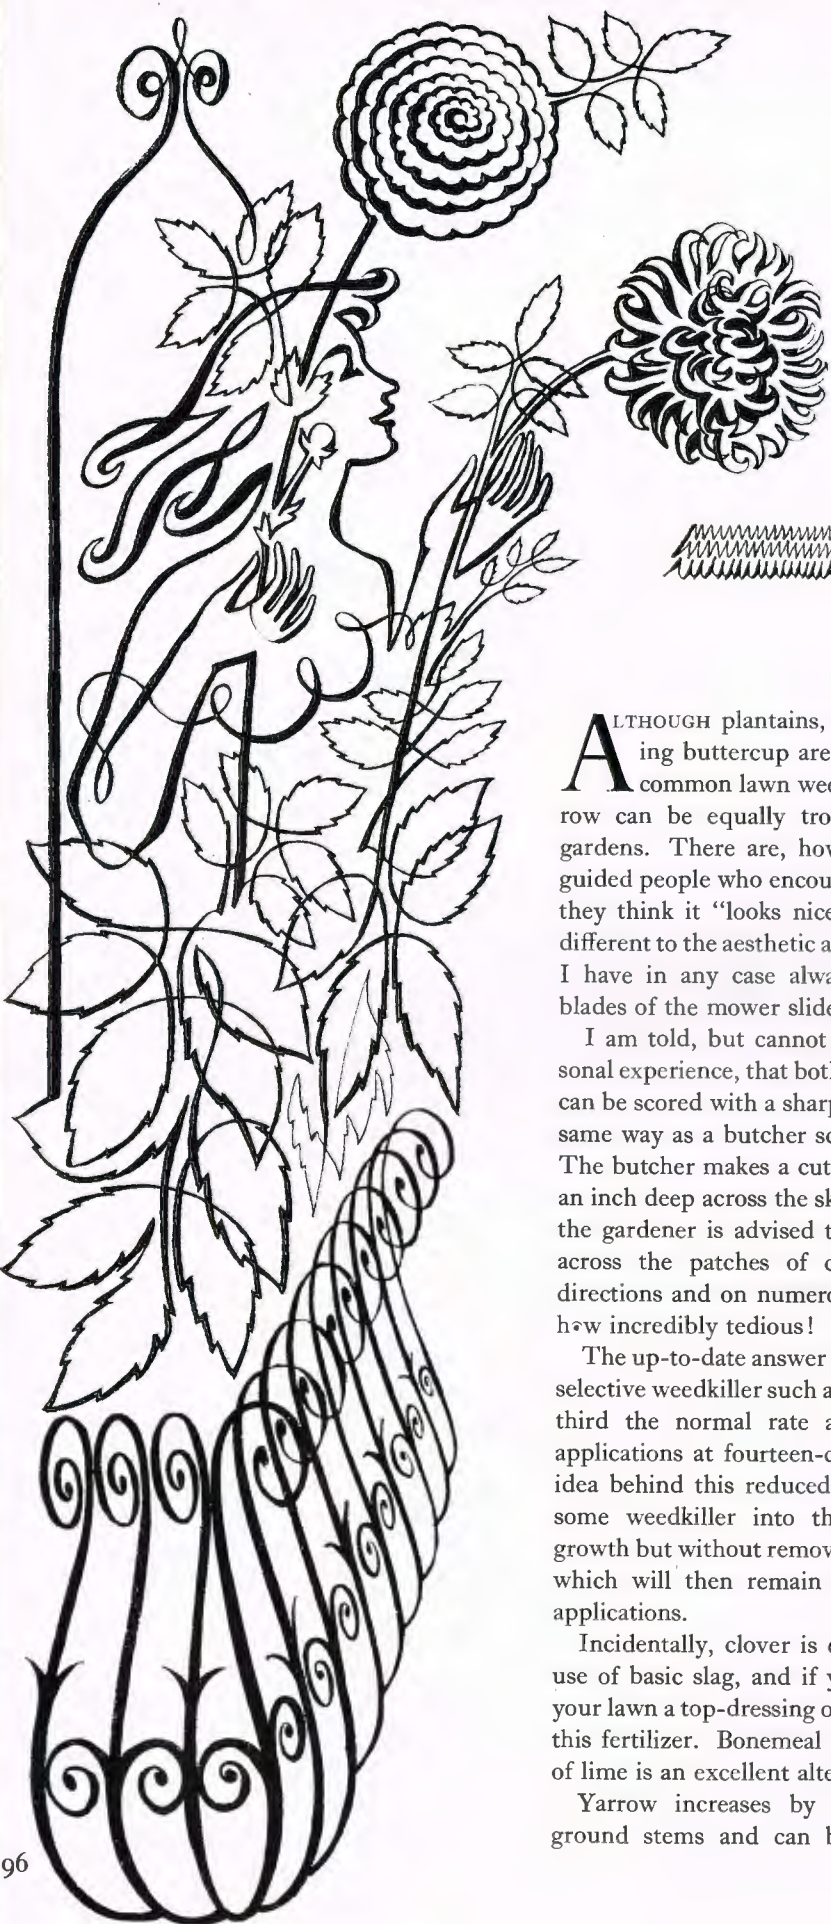 ALTHOUGH plantains,
ing buttercup are
common lawn wee
row can be equally tro
gardens. There are, how
guided people who encou
they think it “looks nice
different to the aesthetic a
I have in any case alwa
blades of the mower slide
I am told, but cannot
sonal experience, that both
can be scored with a sharp
same way as a butcher sc
The butcher makes a cut
an inch deep across the sk
the gardener is advised t
across the patches of c
directions and on numero
how incredibly tedious!
The up-to-date answer
selective weedkiller such a
third the normal rate a
applications at fourteen-d
idea behind this reduced
some weedkiller into th
growth but without remov
which will then remain
applications.
Incidentally, clover is e
use of basic slag, and if y
your lawn a top-dressing o
this fertilizer. Bonemeal
of lime is an excellent alte
Yarrow increases by
ground stems and can b
96